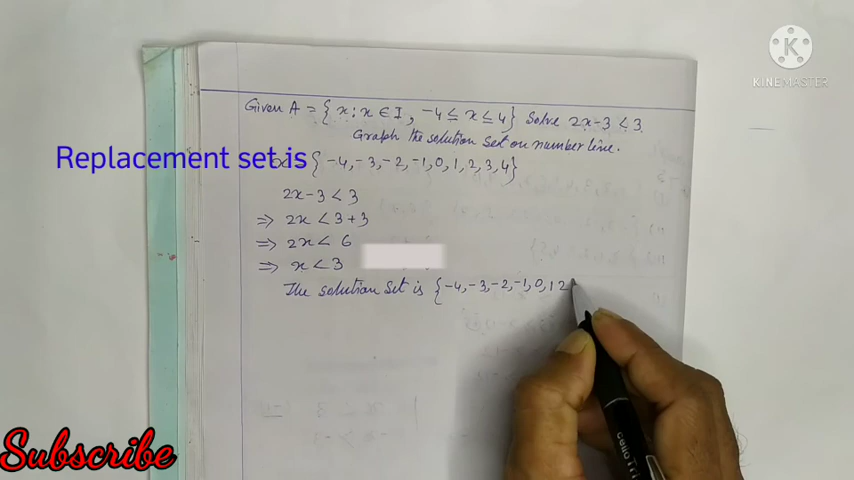 KINEMASTER
Given A = { x : x ∈ I , -4 ≤ x ≤ 4 } Solve 2x-3 < 3.
Graph the solution set on number line.
Replacement set is
x = { -4, -3, -2, -1, 0, 1, 2, 3, 4 }
2x-3 < 3
⇒ 2x < 3+3
⇒ 2x < 6
⇒ x < 3
The solution set is { -4, -3, -2, -1, 0, 1 2
Subscribe
cello